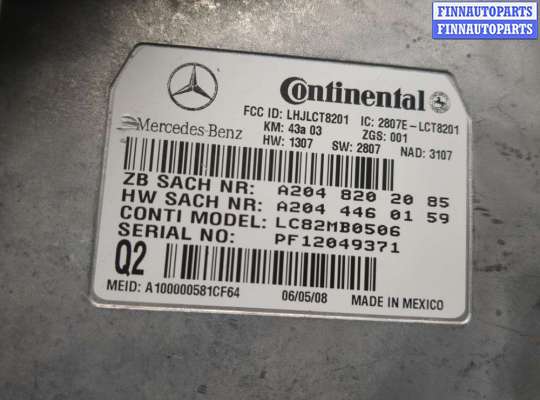 FINNAUTOPARTS
FINNAUTOPARTS
FINNAUTOPARTS
Continental
FCC ID: LHJLCT8201 IC: 2807E-LCT8201
Mercedes-Benz KM: 43a 03 ZGS: 001
HW: 1307 SW: 2807 NAD: 3107
ZB SACH NR: A204 820 20 85
HW SACH NR: A204 446 01 59
CONTI MODEL: LC82MB0506
SERIAL NO: PF12049371
Q2
MEID: A100000581CF64 06/05/08 MADE IN MEXICO